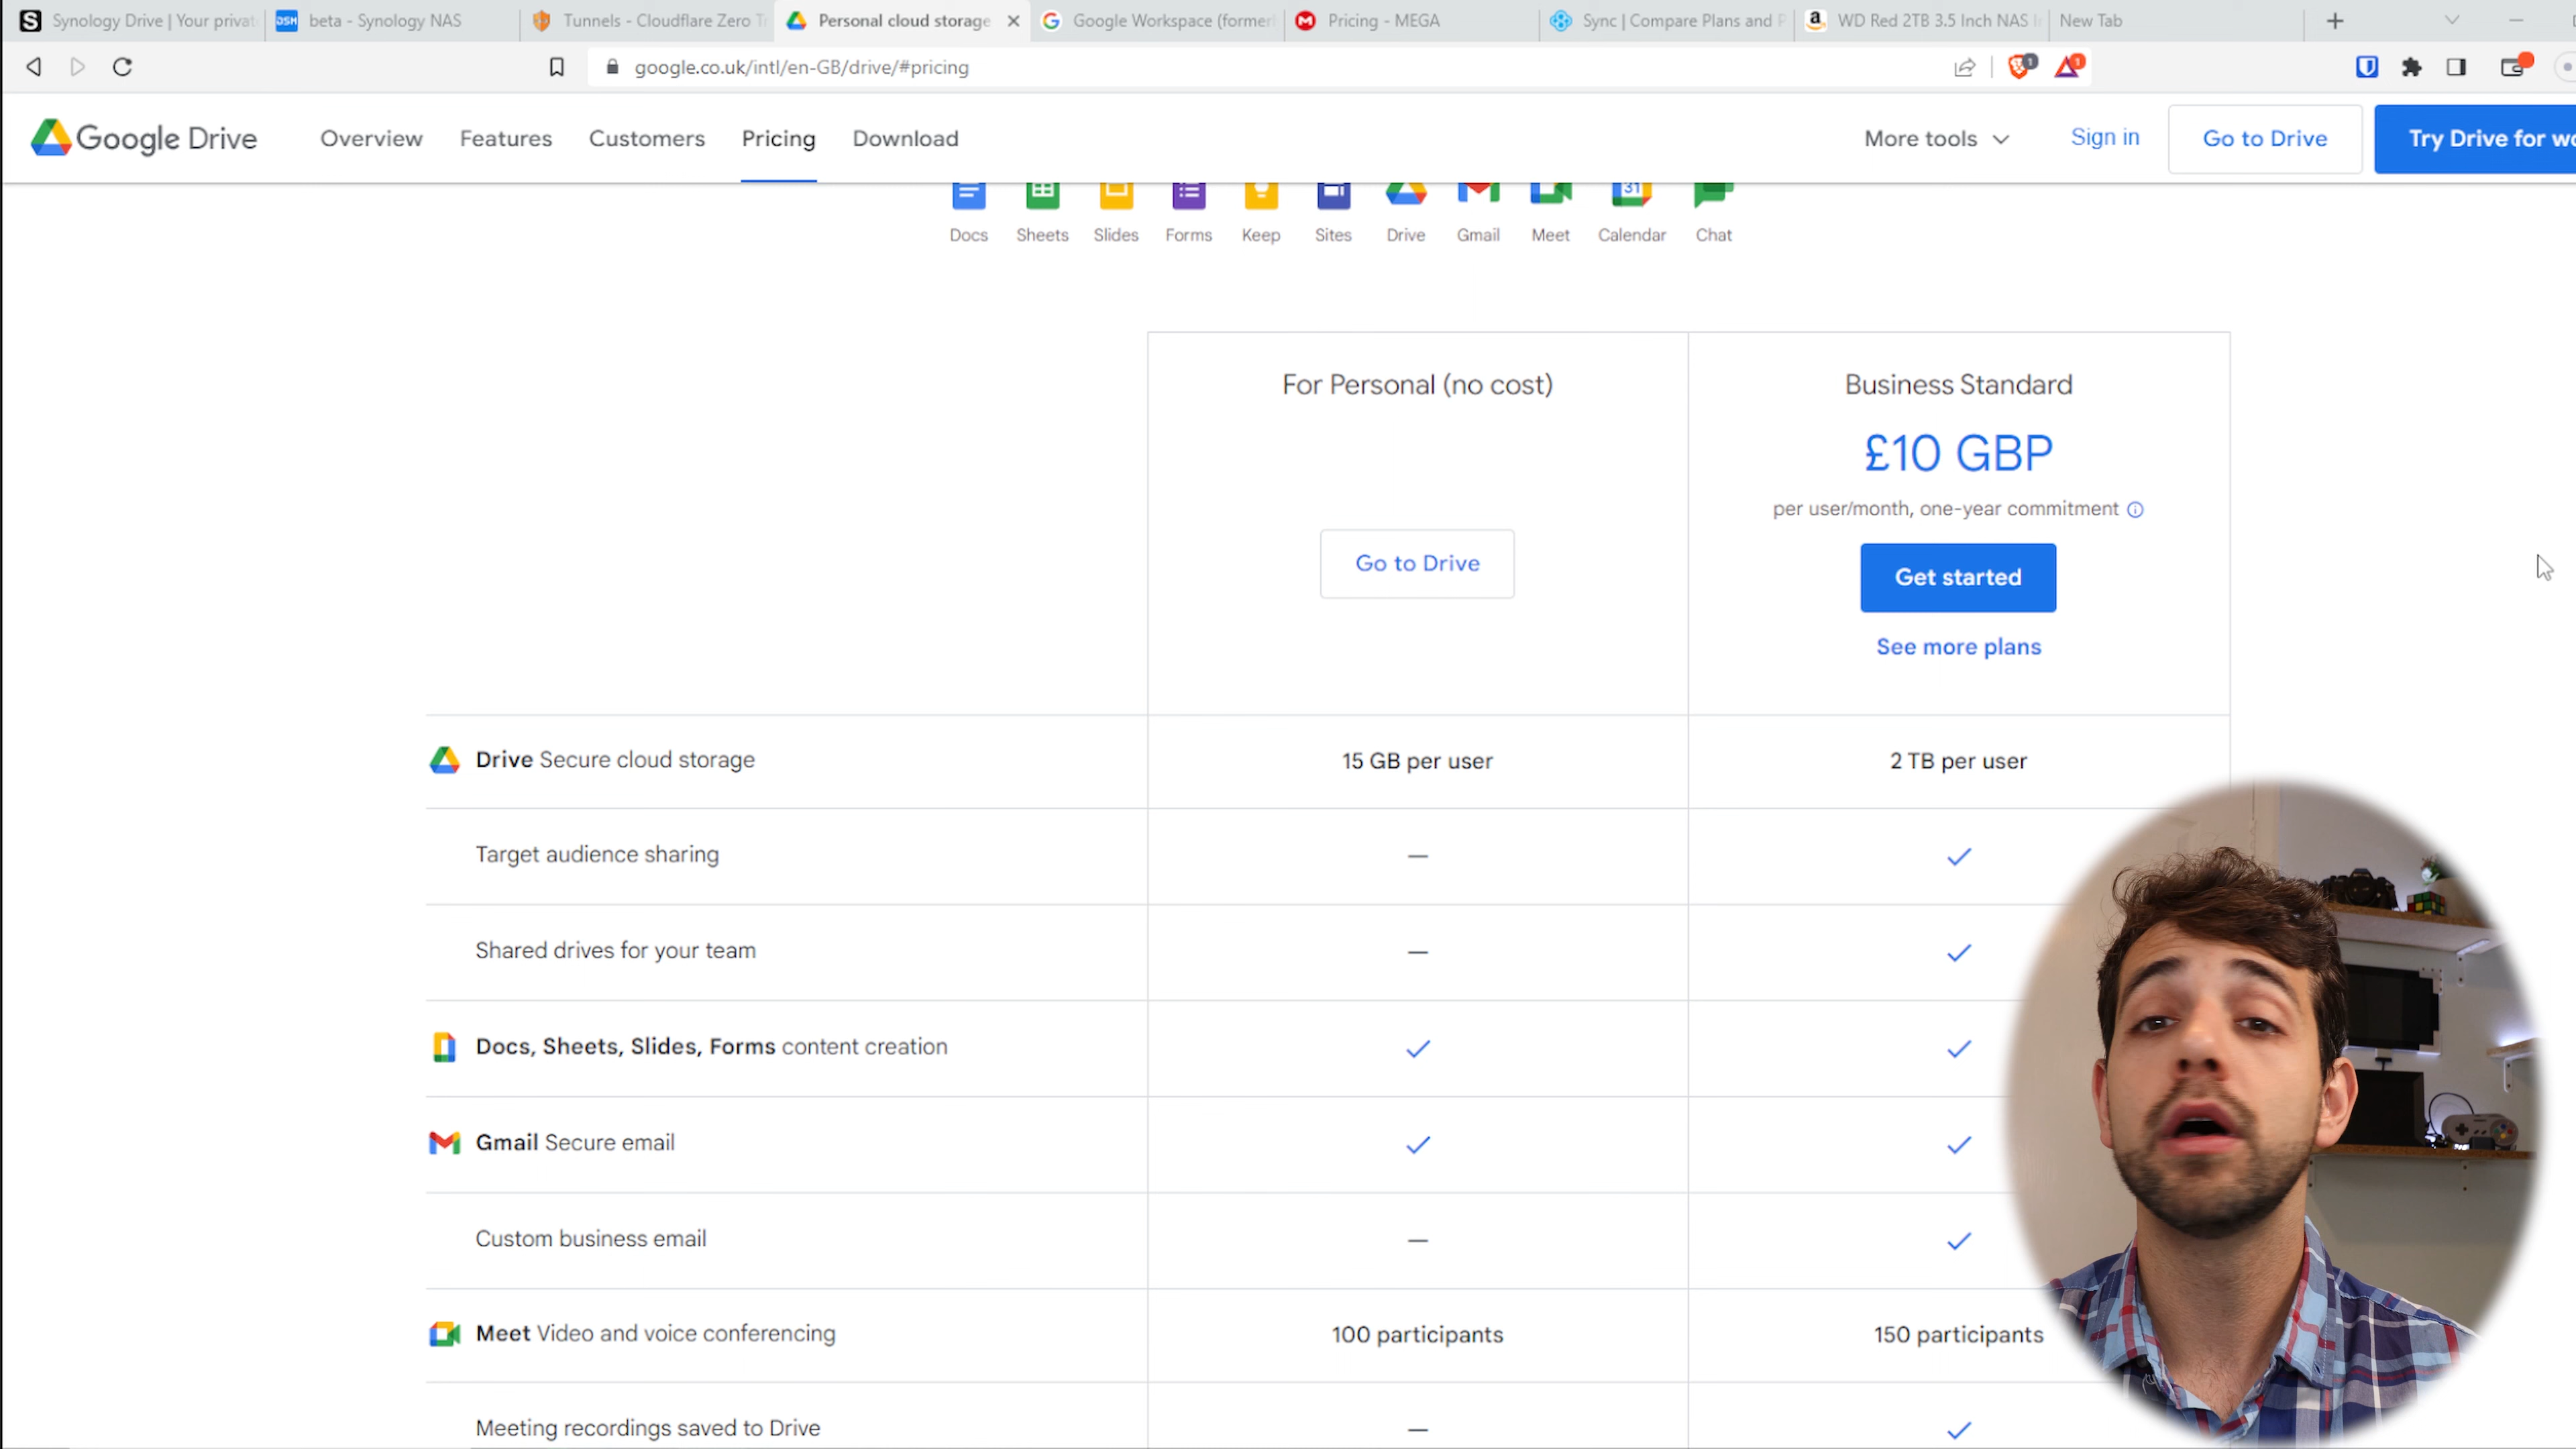 Synology Drive | Your privat
DSM beta - Synology NAS
Tunnels - Cloudflare Zero Tr
Personal cloud storage
Google Workspace (former
Pricing - MEGA
Sync | Compare Plans and P
WD Red 2TB 3.5 Inch NAS I
New Tab
google.co.uk/intl/en-GB/drive/#pricing
1
1
Google Drive
Overview
Features
Customers
Pricing
Download
More tools
Sign in
Go to Drive
Try Drive for wo
31
Docs
Sheets
Slides
Forms
Keep
Sites
Drive
Gmail
Meet
Calendar
Chat
For Personal (no cost)
Go to Drive
Business Standard
£10 GBP
per user/month, one-year commitment
Get started
See more plans
Drive Secure cloud storage
15 GB per user
2 TB per user
Target audience sharing
—
Shared drives for your team
—
Docs, Sheets, Slides, Forms content creation
Gmail Secure email
Custom business email
—
Meet Video and voice conferencing
100 participants
150 participants
Meeting recordings saved to Drive
—